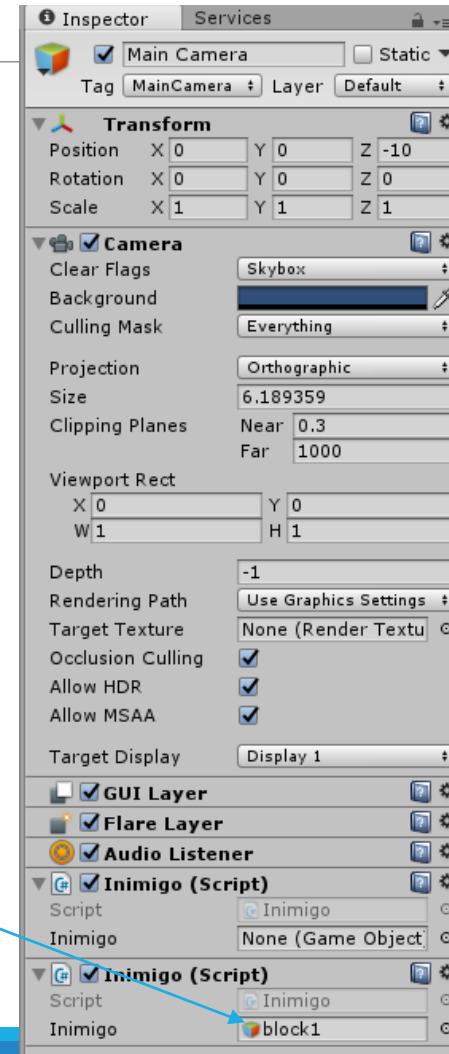 Inspector Services
Main Camera Static
Tag MainCamera Layer Default
Transform
Position X 0 Y 0 Z -10
Rotation X 0 Y 0 Z 0
Scale X 1 Y 1 Z 1
Camera
Clear Flags Skybox
Background
Culling Mask Everything
Projection Orthographic
Size 6.189359
Clipping Planes Near 0.3
Far 1000
Viewport Rect
X 0 Y 0
W 1 H 1
Depth -1
Rendering Path Use Graphics Settings
Target Texture None (Render Textu
Occlusion Culling
Allow HDR
Allow MSAA
Target Display Display 1
GUI Layer
Flare Layer
Audio Listener
Inimigo (Script)
Script Inimigo
Inimigo None (Game Object)
Inimigo (Script)
Script Inimigo
Inimigo block1